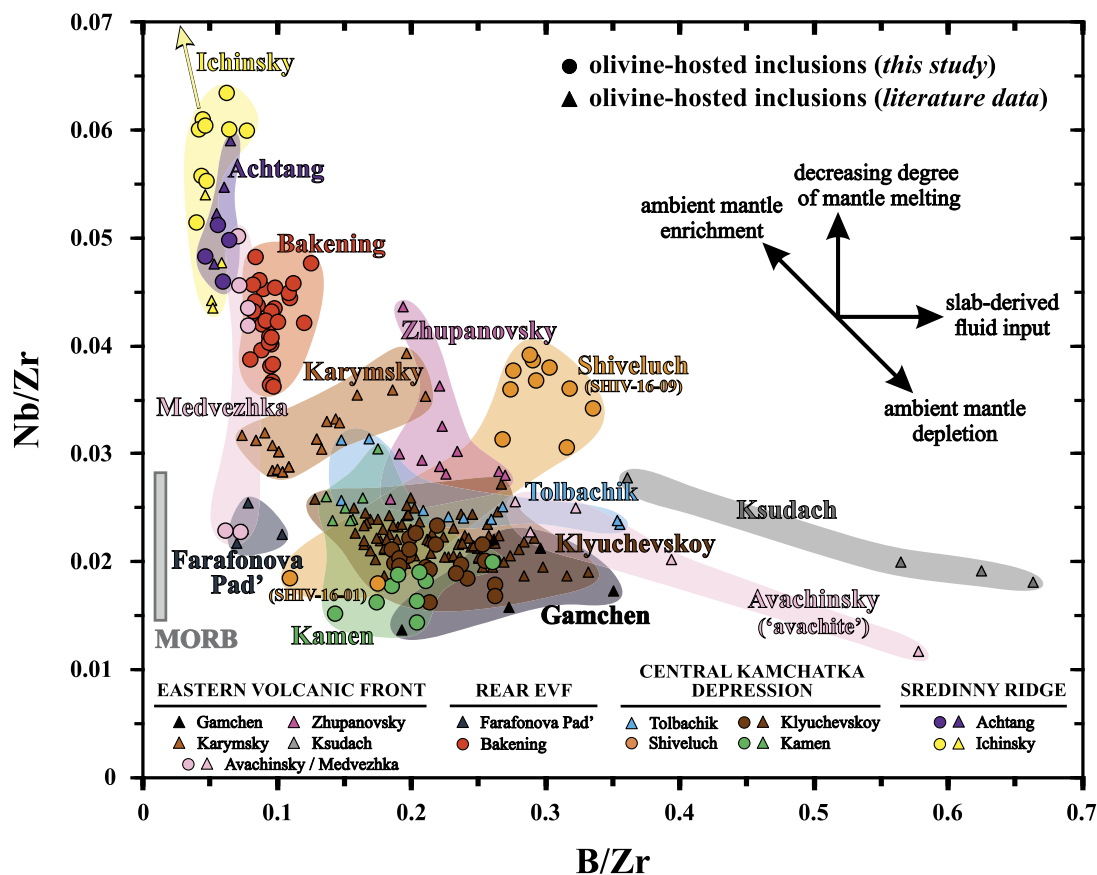 0.07
0.06
0.05
0.04
0.03
0.02
0.01
0
Nb/Zr
0
0.1
0.2
0.3
0.4
0.5
0.6
0.7
B/Zr
olivine-hosted inclusions (this study)
olivine-hosted inclusions (literature data)
decreasing degree
of mantle melting
ambient mantle
enrichment
slab-derived
fluid input
ambient mantle
depletion
Ichinsky
Achtang
Bakening
Zhupanovsky
Karymsky
Shiveluch
(SHIV-16-09)
Medvezhka
Tolbachik
Ksudach
Klyuchevskoy
Farafonova
Pad'
(SHIV-16-01)
Gamchen
Avachinsky
(‘avachite’)
Kamen
MORB
EASTERN VOLCANIC FRONT
Gamchen
Zhupanovsky
Karymsky
Ksudach
Avachinsky / Medvezhka
REAR EVF
Farafonova Pad'
Bakening
CENTRAL KAMCHATKA
DEPRESSION
Tolbachik
Klyuchevskoy
Shiveluch
Kamen
SREDINNY RIDGE
Achtang
Ichinsky